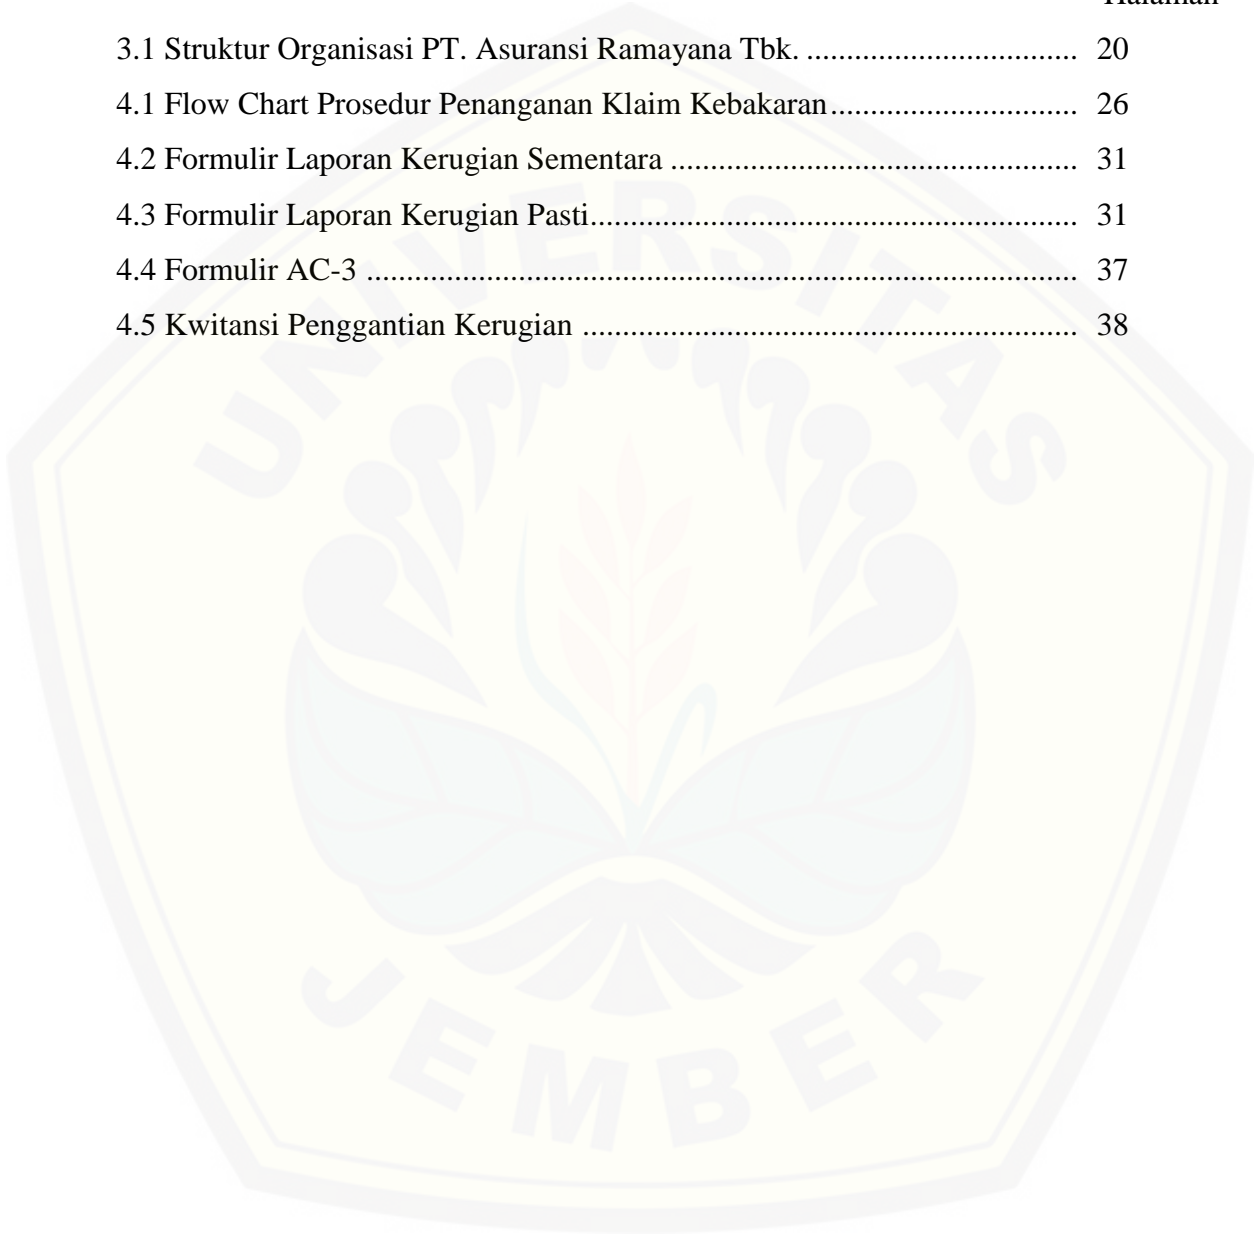 Halaman
3.1 Struktur Organisasi PT. Asuransi Ramayana Tbk. .................................. 20
4.1 Flow Chart Prosedur Penanganan Klaim Kebakaran ............................... 26
4.2 Formulir Laporan Kerugian Sementara ................................................... 31
4.3 Formulir Laporan Kerugian Pasti ............................................................. 31
4.4 Formulir AC-3 ......................................................................................... 37
4.5 Kwitansi Penggantian Kerugian .............................................................. 38
UNIVERSITAS
JEMBER